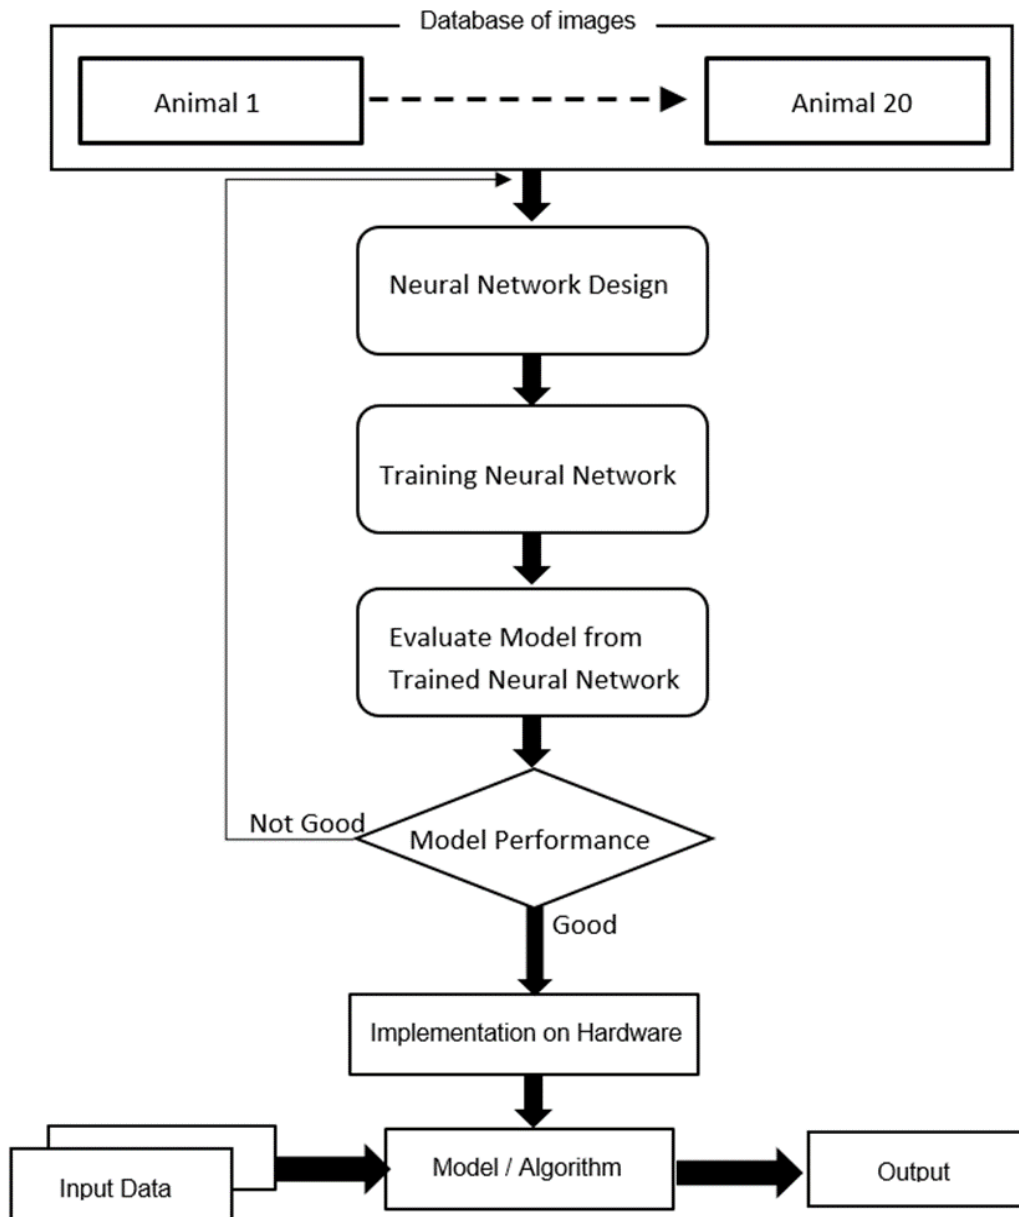 Database of images
Animal 1
Animal 20
Neural Network Design
Training Neural Network
Evaluate Model from
Trained Neural Network
Not Good
Model Performance
Good
Implementation on Hardware
Input Data
Model / Algorithm
Output